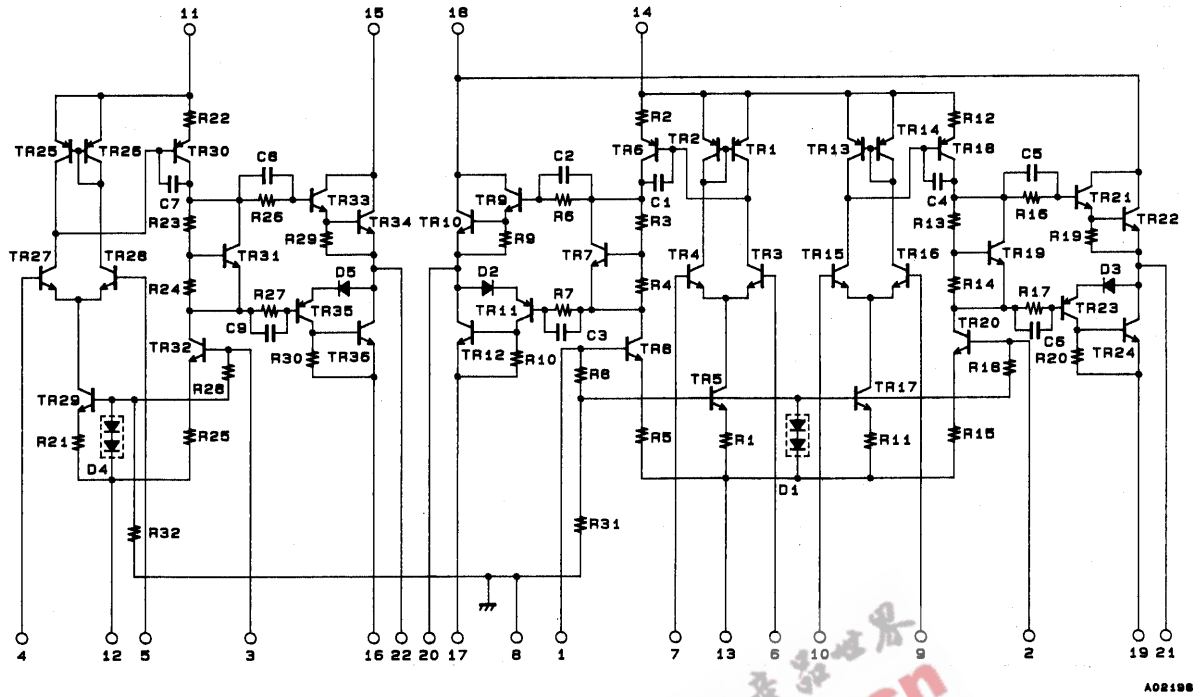 11 15 18 14
R22 R2 R12
TR25 TR26 TR30 TR6 TR2 TR1 TR13 TR14 TR18
C8 C2 C5
C7 TR33 TR9 C1 C4 TR21
R23 R26 TR34 TR10 R6 R3 R13 R16 TR22
R29 R9 R19
TR27 TR28 TR31 TR7 TR4 TR3 TR15 TR16 TR19
R24 D5 D2 R4 R14 D3
R27 TR35 TR11 R7 R17 TR23
C9 C3 TR20 C6
TR32 R30 TR36 TR12 R10 TR8 R20 TR24
R28 R8 R18
TR29 TR5 TR17
R21 R25 R5 R1 R11 R15
D4 D1
R32 R31
4 12 5 3 16 22 20 17 8 1 7 13 6 10 9 2 19 21
产品世界
A02198